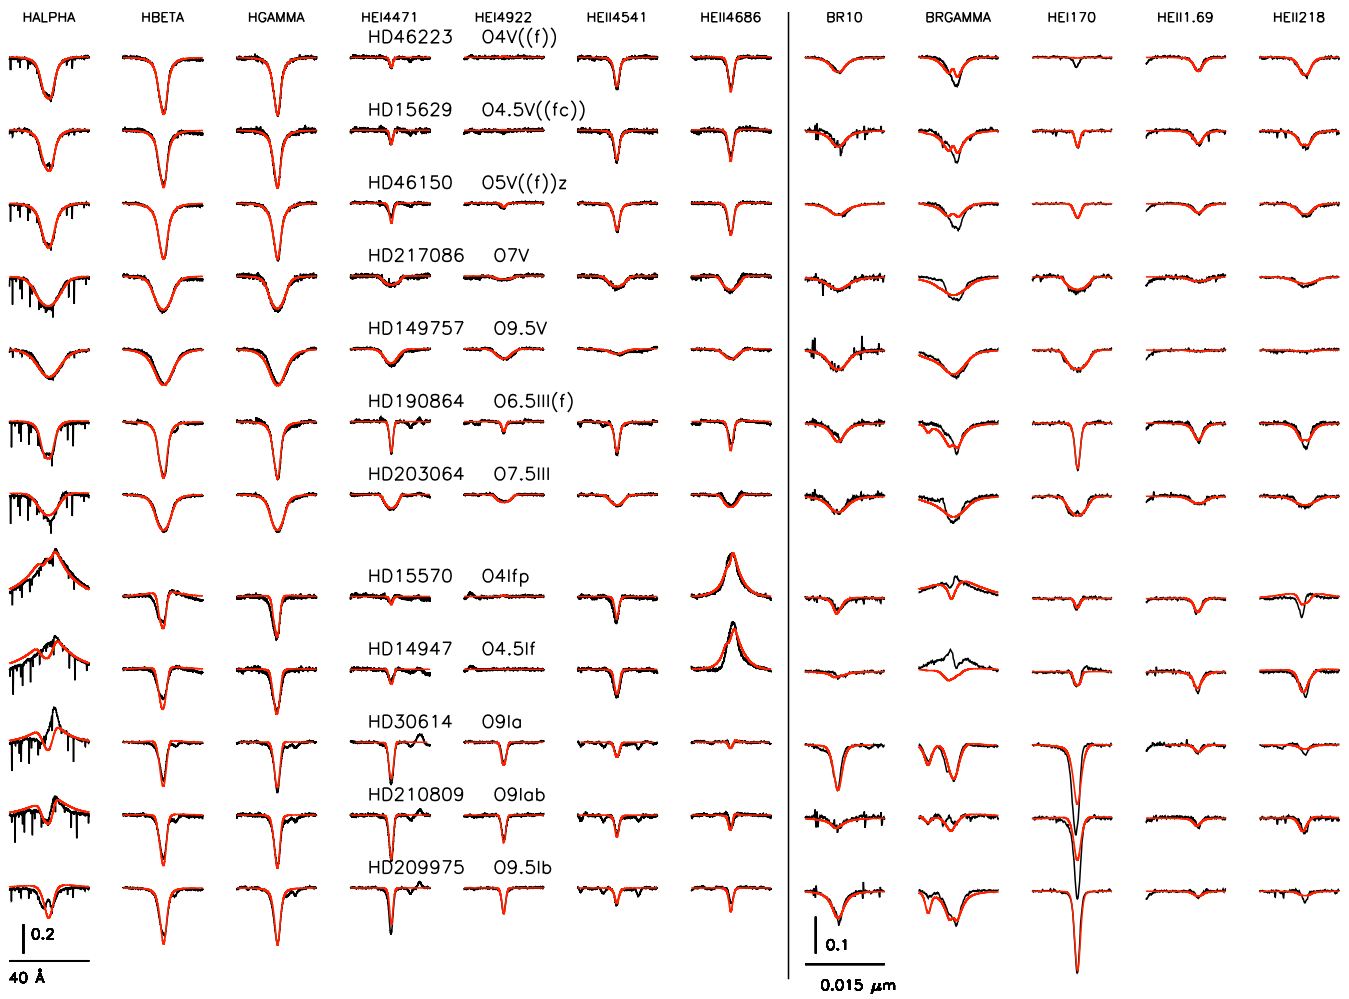 HALPHA HBETA HGAMMA HEI4471 HEI4922 HEII4541 HEII4686 BR10 BRGAMMA HEI170 HEII1.69 HEII218
HD46223 O4V((f))
HD15629 O4.5V((fc))
HD46150 O5V((f))z
HD217086 O7V
HD149757 O9.5V
HD190864 O6.5III(f)
HD203064 O7.5III
HD15570 O4Ifp
HD14947 O4.5If
HD30614 O9Ia
HD210809 O9Iab
HD209975 O9.5Ib
0.2 0.1
40 Å 0.015 μm